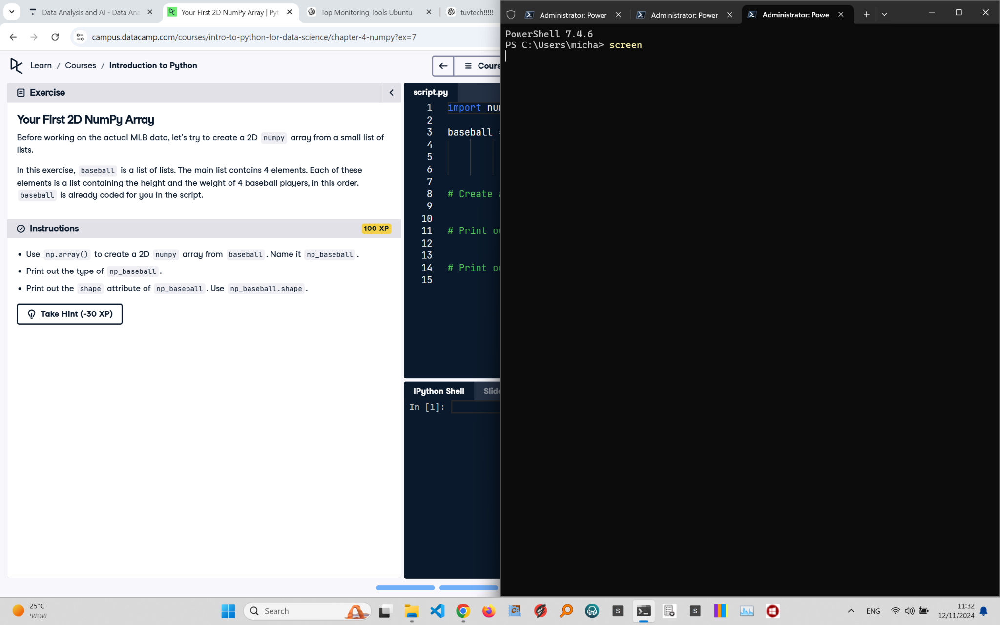 Data Analysis and AI - Data Ana
Your First 2D NumPy Array | Pyt
Top Monitoring Tools Ubuntu
tuvtech!!!!!
campus.datacamp.com/courses/intro-to-python-for-data-science/chapter-4-numpy?ex=7
Learn / Courses / Introduction to Python
Cours
Exercise
Your First 2D NumPy Array
Before working on the actual MLB data, let's try to create a 2D numpy array from a small list of
lists.
In this exercise, baseball is a list of lists. The main list contains 4 elements. Each of these
elements is a list containing the height and the weight of 4 baseball players, in this order.
baseball is already coded for you in the script.
Instructions
100 XP
• Use np.array() to create a 2D numpy array from baseball. Name it np_baseball.
• Print out the type of np_baseball.
• Print out the shape attribute of np_baseball. Use np_baseball.shape.
Take Hint (-30 XP)
script.py
1 import num
2
3 baseball =
4
5
6
7
8 # Create a
9
10
11 # Print ou
12
13
14 # Print ou
15
IPython Shell
Slide
In [1]:
Administrator: Power
Administrator: Power
Administrator: Powe
PowerShell 7.4.6
PS C:\Users\micha> screen
25°C
שמשי
Search
S
S
ENG
11:32
12/11/2024